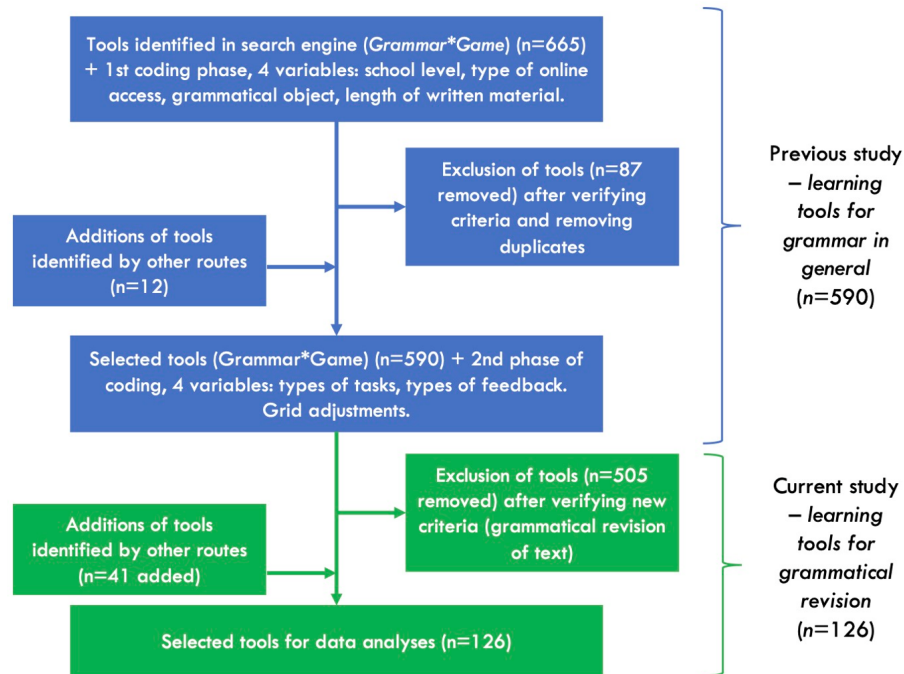 Tools identified in search engine (Grammar*Game) (n=665)
+ 1st coding phase, 4 variables: school level, type of online
access, grammatical object, length of written material.
Exclusion of tools (n=87
removed) after verifying
criteria and removing
duplicates
Additions of tools
identified by other routes
(n=12)
Selected tools (Grammar*Game) (n=590) + 2nd phase of
coding, 4 variables: types of tasks, types of feedback.
Grid adjustments.
Previous study
– learning
tools for
grammar in
general
(n=590)
Exclusion of tools (n=505
removed) after verifying new
criteria (grammatical revision
of text)
Additions of tools
identified by other routes
(n=41 added)
Selected tools for data analyses (n=126)
Current study
– learning
tools for
grammatical
revision
(n=126)